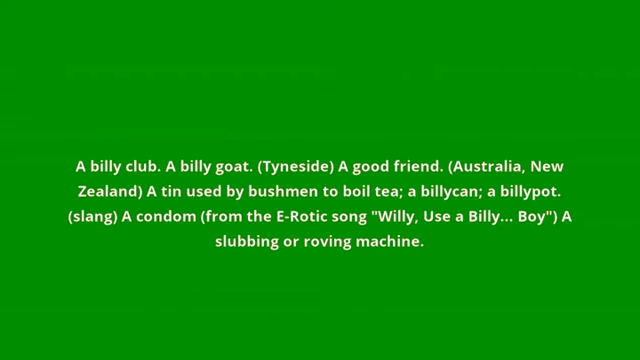 A billy club. A billy goat. (Tyneside) A good friend. (Australia, New
Zealand) A tin used by bushmen to boil tea; a billycan; a billypot.
(slang) A condom (from the E-Rotic song "Willy, Use a Billy... Boy") A
slubbing or roving machine.